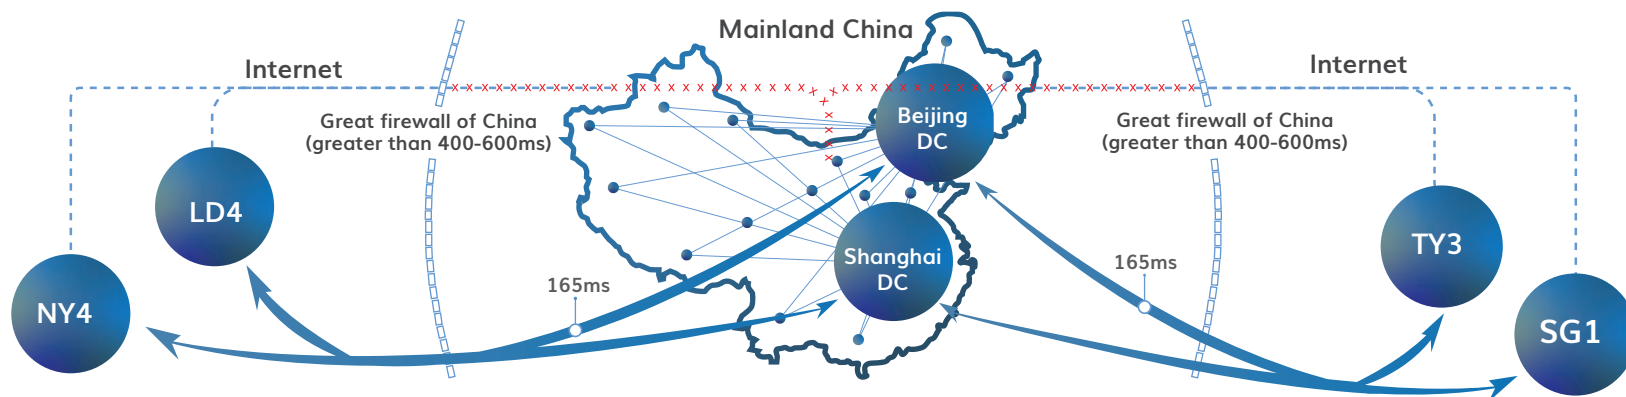 Mainland China
Internet
Internet
Great firewall of China
(greater than 400-600ms)
Beijing
DC
Great firewall of China
(greater than 400-600ms)
LD4
NY4
165ms
Shanghai
DC
165ms
TY3
SG1